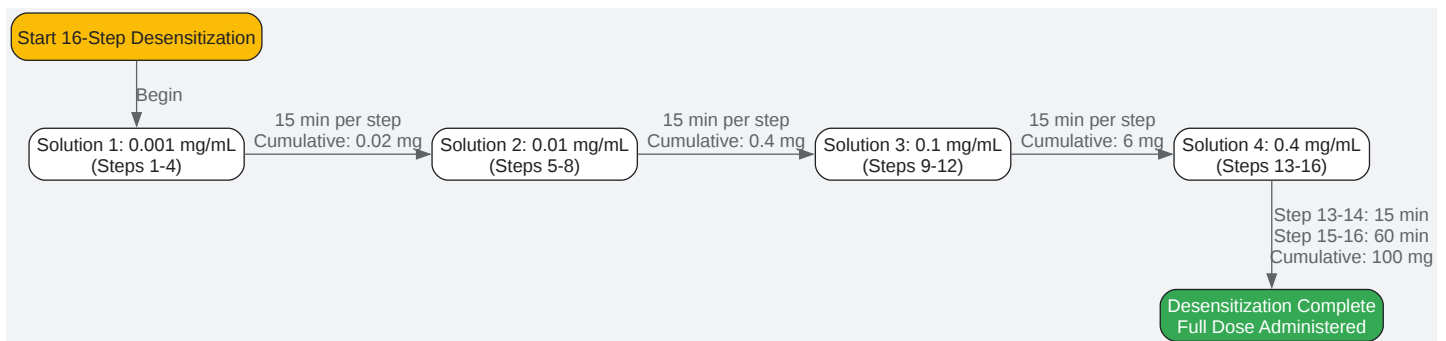 Start 16-Step Desensitization
Begin
Solution 1: 0.001 mg/mL
(Steps 1-4)
15 min per step
Cumulative: 0.02 mg
Solution 2: 0.01 mg/mL
(Steps 5-8)
15 min per step
Cumulative: 0.4 mg
Solution 3: 0.1 mg/mL
(Steps 9-12)
15 min per step
Cumulative: 6 mg
Solution 4: 0.4 mg/mL
(Steps 13-16)
Step 13-14: 15 min
Step 15-16: 60 min
Cumulative: 100 mg
Desensitization Complete
Full Dose Administered